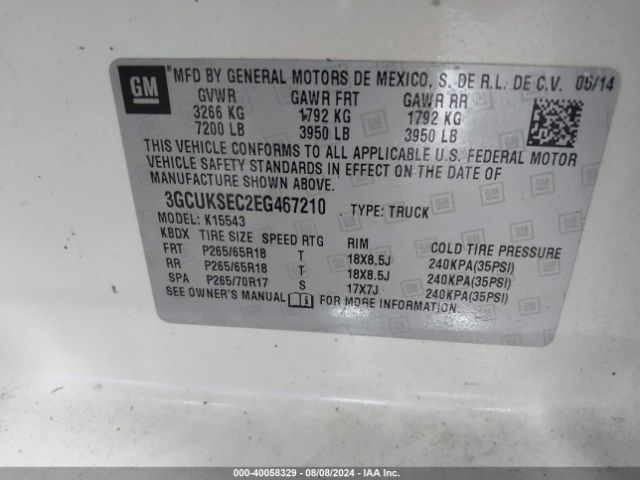 GM
MFD BY GENERAL MOTORS DE MEXICO, S. DE R.L. DE C.V. 05/14
GVWR GAWR FRT GAWR RR
3266 KG 1792 KG 1792 KG
7200 LB 3950 LB 3950 LB
THIS VEHICLE CONFORMS TO ALL APPLICABLE U.S. FEDERAL MOTOR
VEHICLE SAFETY STANDARDS IN EFFECT ON THE DATE OF
MANUFACTURE SHOWN ABOVE.
3GCUKSEC2EG467210 TYPE: TRUCK
MODEL: K15543
KBDX TIRE SIZE SPEED RTG RIM COLD TIRE PRESSURE
FRT P265/65R18 T 18X8.5J 240KPA(35PSI)
RR P265/65R18 T 18X8.5J 240KPA(35PSI)
SPA P265/70R17 S 17X7J 240KPA(35PSI)
SEE OWNER'S MANUAL FOR MORE INFORMATION.
000-40058329 - 08/08/2024 - IAA Inc.